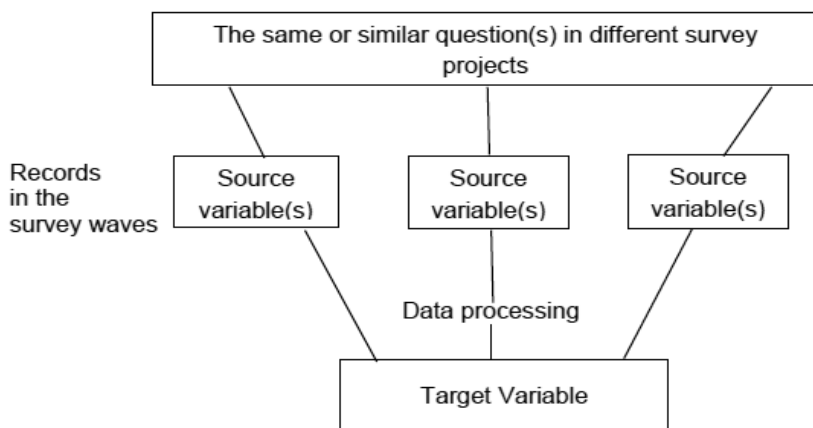 The same or similar question(s) in different survey
projects
Records
in the
survey waves
Source
variable(s)
Source
variable(s)
Source
variable(s)
Data processing
Target Variable